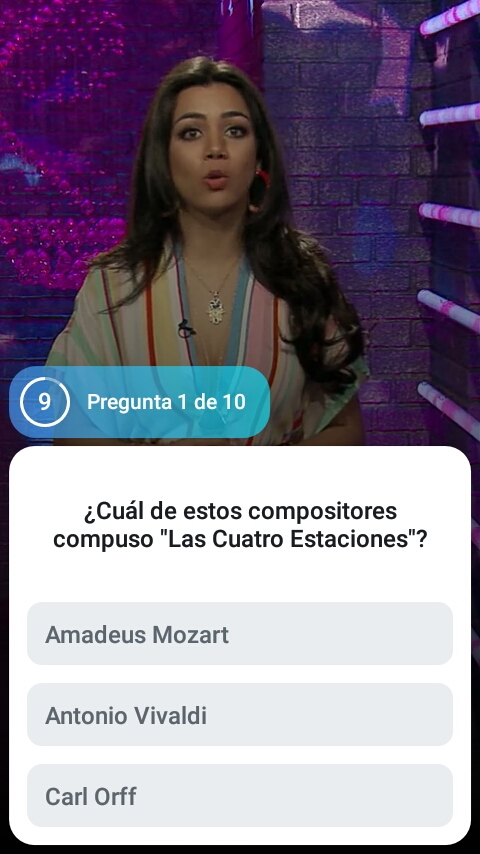 9
Pregunta 1 de 10
¿Cuál de estos compositores
compuso "Las Cuatro Estaciones"?
Amadeus Mozart
Antonio Vivaldi
Carl Orff